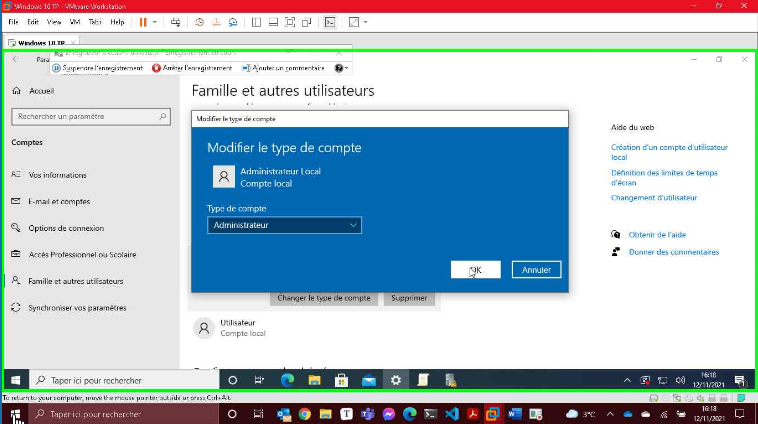 Windows 10 TP - VMware Workstation
File Edit View VM Tabs Help
Windows 10 TP
Suspendre l'enregistrement Arrêter l'enregistrement Ajouter un commentaire
Accueil
Rechercher un paramètre
Comptes
Vos informations
E-mail et comptes
Options de connexion
Accès Professionnel ou Scolaire
Famille et autres utilisateurs
Synchroniser vos paramètres
Famille et autres utilisateurs
Modifier le type de compte
Modifier le type de compte
Administrateur Local
Compte local
Type de compte
Administrateur
OK Annuler
Changer le type de compte Supprimer
Utilisateur
Compte local
Aide du web
Création d'un compte d'utilisateur
local
Définition des limites de temps
d'écran
Changement d'utilisateur
Obtenir de l'aide
Donner des commentaires
Taper ici pour rechercher
16:18
12/11/2021
To return to your computer, move the mouse pointer outside or press Ctrl+Alt.
Taper ici pour rechercher
3°C
16:18
12/11/2021